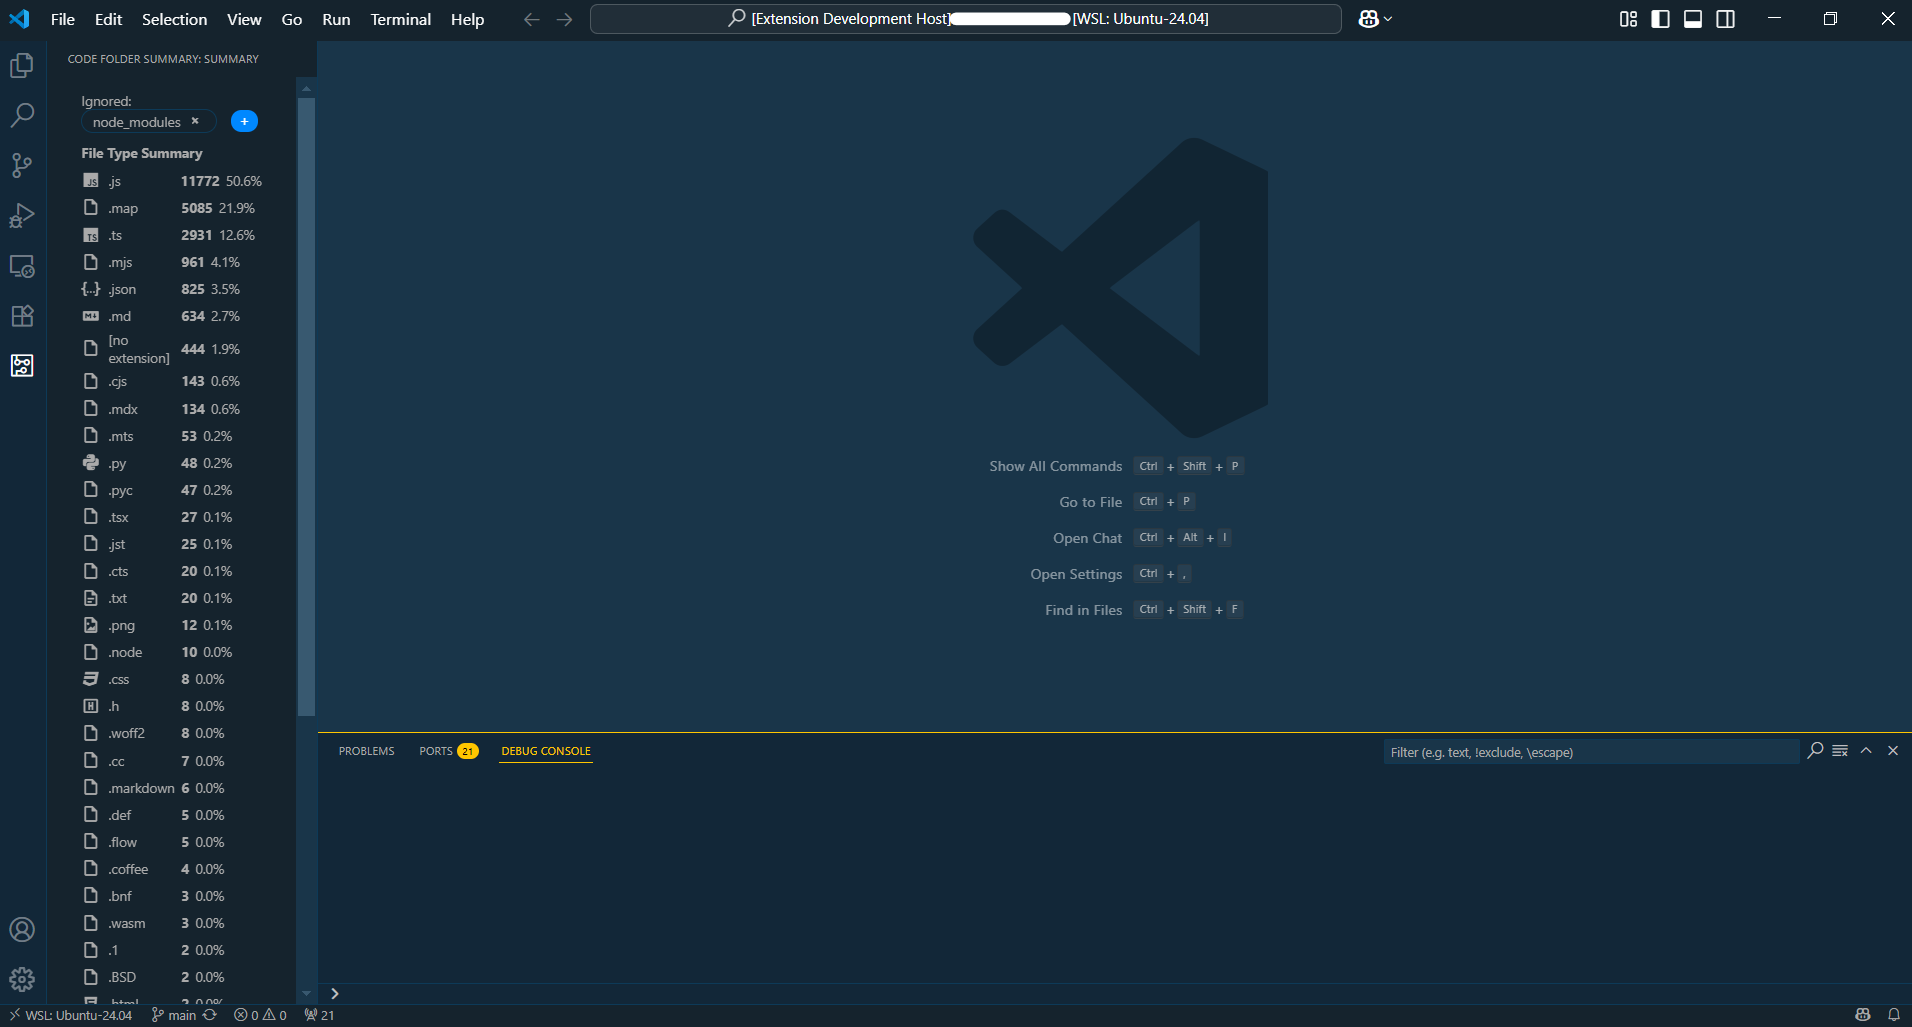 File Edit Selection View Go Run Terminal Help
[Extension Development Host] [WSL: Ubuntu-24.04]
CODE FOLDER SUMMARY: SUMMARY
Ignored:
node_modules × +
File Type Summary
.js 11772 50.6%
.map 5085 21.9%
.ts 2931 12.6%
.mjs 961 4.1%
{...} .json 825 3.5%
.md 634 2.7%
[no extension] 444 1.9%
.cjs 143 0.6%
.mdx 134 0.6%
.mts 53 0.2%
.py 48 0.2%
.pyc 47 0.2%
.tsx 27 0.1%
.jst 25 0.1%
.cts 20 0.1%
.txt 20 0.1%
.png 12 0.1%
.node 10 0.0%
.css 8 0.0%
.h 8 0.0%
.woff2 8 0.0%
.cc 7 0.0%
.markdown 6 0.0%
.def 5 0.0%
.flow 5 0.0%
.coffee 4 0.0%
.bnf 3 0.0%
.wasm 3 0.0%
.1 2 0.0%
.BSD 2 0.0%
.html 2 0.0%
Show All Commands Ctrl + Shift + P
Go to File Ctrl + P
Open Chat Ctrl + Alt + I
Open Settings Ctrl + ,
Find in Files Ctrl + Shift + F
PROBLEMS PORTS 21 DEBUG CONSOLE
Filter (e.g. text, !exclude, \escape)
WSL: Ubuntu-24.04 main 0 0 21